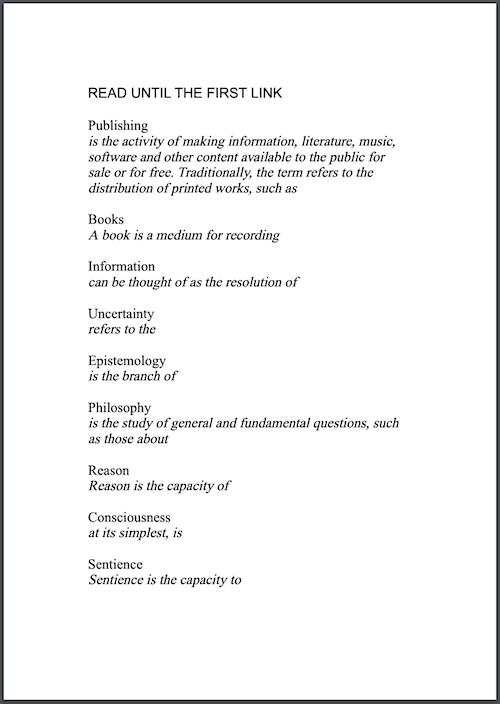 READ UNTIL THE FIRST LINK
Publishing
is the activity of making information, literature, music,
software and other content available to the public for
sale or for free. Traditionally, the term refers to the
distribution of printed works, such as
Books
A book is a medium for recording
Information
can be thought of as the resolution of
Uncertainty
refers to the
Epistemology
is the branch of
Philosophy
is the study of general and fundamental questions, such
as those about
Reason
Reason is the capacity of
Consciousness
at its simplest, is
Sentience
Sentience is the capacity to